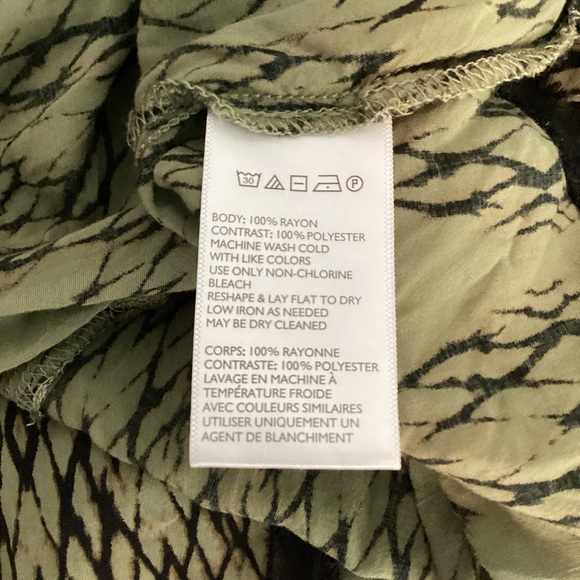 30 P
BODY: 100% RAYON
CONTRAST: 100% POLYESTER
MACHINE WASH COLD
WITH LIKE COLORS
USE ONLY NON-CHLORINE
BLEACH
RESHAPE & LAY FLAT TO DRY
LOW IRON AS NEEDED
MAY BE DRY CLEANED
CORPS: 100% RAYONNE
CONTRASTE: 100% POLYESTER
LAVAGE EN MACHINE À
TEMPÉRATURE FROIDE
AVEC COULEURS SIMILAIRES
UTILISER UNIQUEMENT UN
AGENT DE BLANCHIMENT